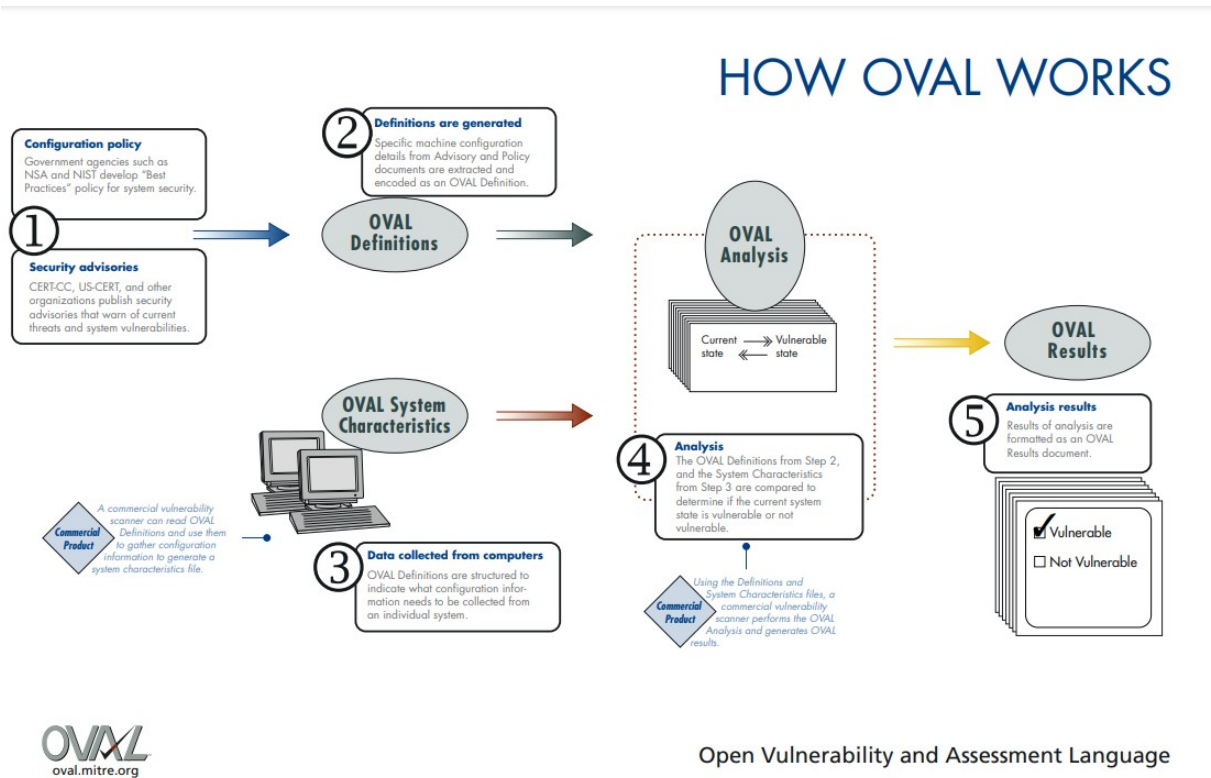 HOW OVAL WORKS
Configuration policy
Government agencies such as
NSA and NIST develop “Best
Practices” policy for system security.
1
Security advisories
CERT-CC, US-CERT, and other
organizations publish security
advisories that warn of current
threats and system vulnerabilities.
2
Definitions are generated
Specific machine configuration
details from Advisory and Policy
documents are extracted and
encoded as an OVAL Definition.
OVAL
Definitions
OVAL System
Characteristics
Commercial
Product
A commercial vulnerability
scanner can read OVAL
Definitions and use them
to gather configuration
information to generate a
system characteristics file.
3
Data collected from computers
OVAL Definitions are structured to
indicate what configuration infor-
mation needs to be collected from
an individual system.
OVAL
Analysis
Current Vulnerable
state state
4
Analysis
The OVAL Definitions from Step 2,
and the System Characteristics
from Step 3 are compared to
determine if the current system
state is vulnerable or not
vulnerable.
Commercial
Product
Using the Definitions and
System Characteristics files, a
commercial vulnerability
scanner performs the OVAL
Analysis and generates OVAL
results.
OVAL
Results
5
Analysis results
Results of analysis are
formatted as an OVAL
Results document.
Vulnerable
Not Vulnerable
OVAL
oval.mitre.org
Open Vulnerability and Assessment Language